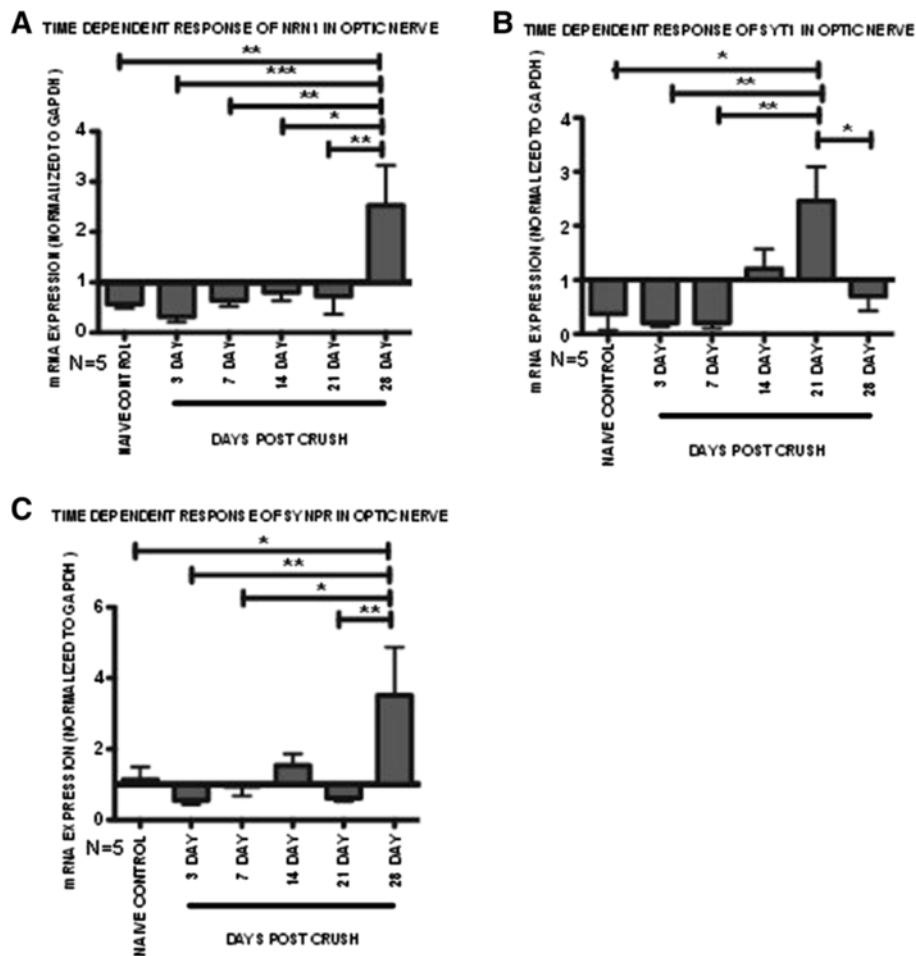 A TIME DEPENDENT RESPONSE OF NRN1 IN OPTIC NERVE
mRNA EXPRESSION (NORMALIZED TO GAPDH)
**
***
**
*
**
4
3
2
1
0
N=5
NAIVE CONTROL
3 DAY
7 DAY
14 DAY
21 DAY
28 DAY
DAYS POST CRUSH
B TIME DEPENDENT RESPONSE OF SYT1 IN OPTIC NERVE
mRNA EXPRESSION (NORMALIZED TO GAPDH)
*
**
**
*
4
3
2
1
0
N=5
NAIVE CONTROL
3 DAY
7 DAY
14 DAY
21 DAY
28 DAY
DAYS POST CRUSH
C TIME DEPENDENT RESPONSE OF SYNPR IN OPTIC NERVE
mRNA EXPRESSION (NORMALIZED TO GAPDH)
*
**
*
**
6
4
2
0
N=5
NAIVE CONTROL
3 DAY
7 DAY
14 DAY
21 DAY
28 DAY
DAYS POST CRUSH